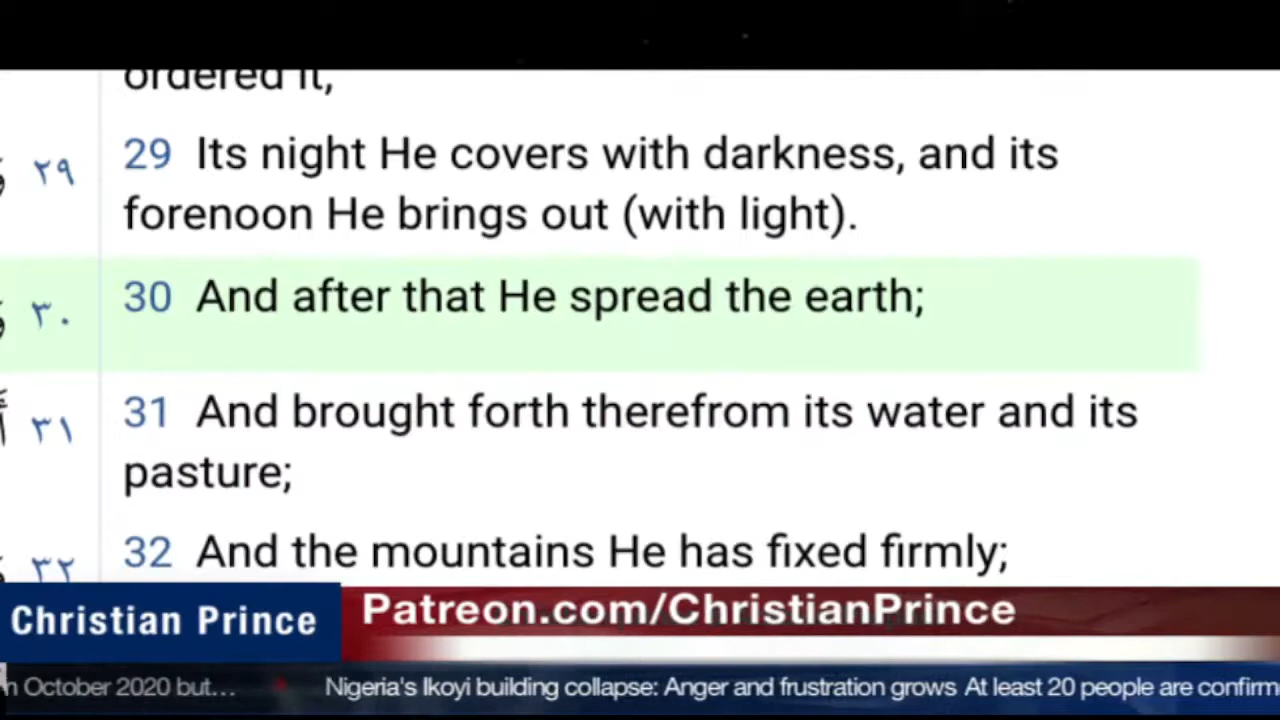 ordered it,
٢٩ 29 Its night He covers with darkness, and its
forenoon He brings out (with light).
٣٠ 30 And after that He spread the earth;
٣١ 31 And brought forth therefrom its water and its
pasture;
٣٢ 32 And the mountains He has fixed firmly;
Christian Prince Patreon.com/ChristianPrince
n October 2020 but... Nigeria's Ikoyi building collapse: Anger and frustration grows At least 20 people are confirm